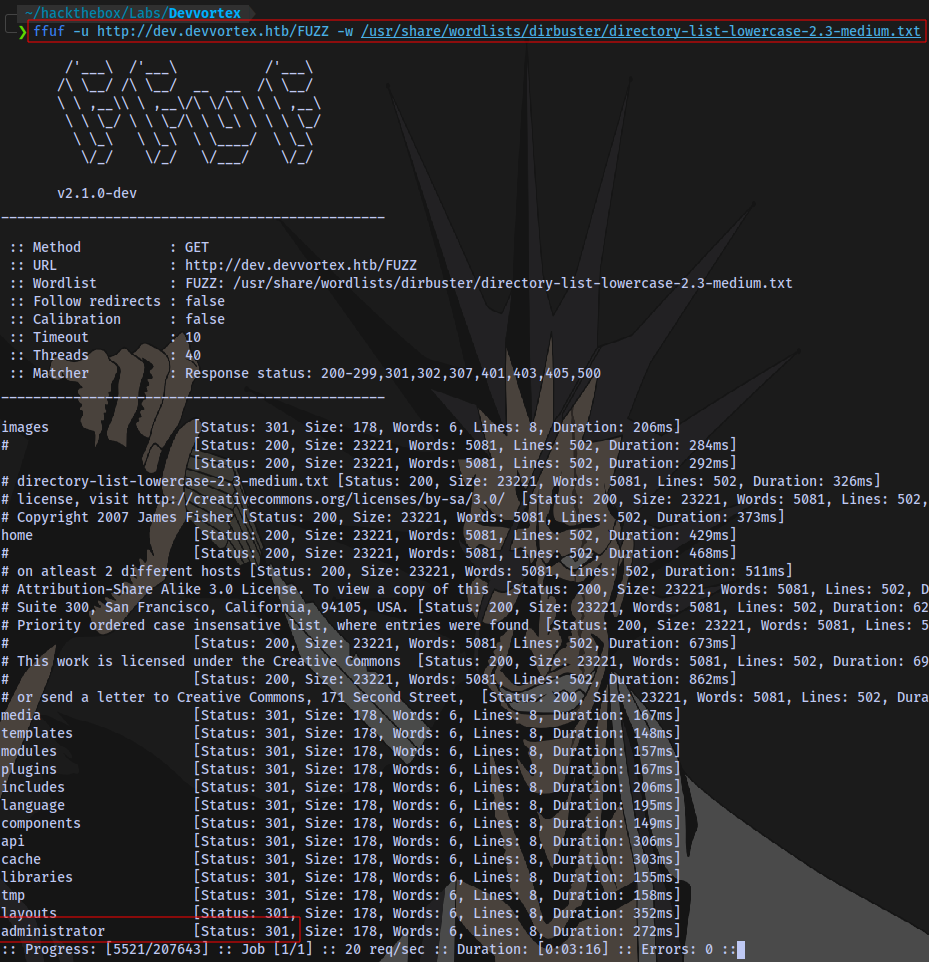 ~/hackthebox/Labs/Devvortex
❯ ffuf -u http://dev.devvortex.htb/FUZZ -w /usr/share/wordlists/dirbuster/directory-list-lowercase-2.3-medium.txt
        /'___\  /'___\           /'___\
       /\ \__/ /\ \__/  __  __  /\ \__/
       \ \ ,__\\ \ ,__\/\ \/\ \ \ \ ,__\
        \ \ \_/ \ \ \_/\ \ \_\ \ \ \ \_/
         \ \_\   \ \_\  \ \____/  \ \_\
          \/_/    \/_/   \/___/    \/_/
       v2.1.0-dev
________________________________________________
 :: Method           : GET
 :: URL              : http://dev.devvortex.htb/FUZZ
 :: Wordlist         : FUZZ: /usr/share/wordlists/dirbuster/directory-list-lowercase-2.3-medium.txt
 :: Follow redirects : false
 :: Calibration      : false
 :: Timeout          : 10
 :: Threads          : 40
 :: Matcher          : Response status: 200-299,301,302,307,401,403,405,500
________________________________________________
images                  [Status: 301, Size: 178, Words: 6, Lines: 8, Duration: 206ms]
#                       [Status: 200, Size: 23221, Words: 5081, Lines: 502, Duration: 284ms]
                        [Status: 200, Size: 23221, Words: 5081, Lines: 502, Duration: 292ms]
# directory-list-lowercase-2.3-medium.txt [Status: 200, Size: 23221, Words: 5081, Lines: 502, Duration: 326ms]
# license, visit http://creativecommons.org/licenses/by-sa/3.0/  [Status: 200, Size: 23221, Words: 5081, Lines: 502,
# Copyright 2007 James Fisher [Status: 200, Size: 23221, Words: 5081, Lines: 502, Duration: 373ms]
home                    [Status: 200, Size: 23221, Words: 5081, Lines: 502, Duration: 429ms]
#                       [Status: 200, Size: 23221, Words: 5081, Lines: 502, Duration: 468ms]
# on atleast 2 different hosts [Status: 200, Size: 23221, Words: 5081, Lines: 502, Duration: 511ms]
# Attribution-Share Alike 3.0 License. To view a copy of this  [Status: 200, Size: 23221, Words: 5081, Lines: 502, D
# Suite 300, San Francisco, California, 94105, USA. [Status: 200, Size: 23221, Words: 5081, Lines: 502, Duration: 62
# Priority ordered case insensative list, where entries were found  [Status: 200, Size: 23221, Words: 5081, Lines: 5
#                       [Status: 200, Size: 23221, Words: 5081, Lines: 502, Duration: 673ms]
# This work is licensed under the Creative Commons  [Status: 200, Size: 23221, Words: 5081, Lines: 502, Duration: 69
#                       [Status: 200, Size: 23221, Words: 5081, Lines: 502, Duration: 862ms]
# or send a letter to Creative Commons, 171 Second Street,  [Status: 200, Size: 23221, Words: 5081, Lines: 502, Dura
media                   [Status: 301, Size: 178, Words: 6, Lines: 8, Duration: 167ms]
templates               [Status: 301, Size: 178, Words: 6, Lines: 8, Duration: 148ms]
modules                 [Status: 301, Size: 178, Words: 6, Lines: 8, Duration: 157ms]
plugins                 [Status: 301, Size: 178, Words: 6, Lines: 8, Duration: 167ms]
includes                [Status: 301, Size: 178, Words: 6, Lines: 8, Duration: 206ms]
language                [Status: 301, Size: 178, Words: 6, Lines: 8, Duration: 195ms]
components              [Status: 301, Size: 178, Words: 6, Lines: 8, Duration: 149ms]
api                     [Status: 301, Size: 178, Words: 6, Lines: 8, Duration: 306ms]
cache                   [Status: 301, Size: 178, Words: 6, Lines: 8, Duration: 303ms]
libraries               [Status: 301, Size: 178, Words: 6, Lines: 8, Duration: 155ms]
tmp                     [Status: 301, Size: 178, Words: 6, Lines: 8, Duration: 158ms]
layouts                 [Status: 301, Size: 178, Words: 6, Lines: 8, Duration: 352ms]
administrator           [Status: 301, Size: 178, Words: 6, Lines: 8, Duration: 272ms]
:: Progress: [5521/207643] :: Job [1/1] :: 20 req/sec :: Duration: [0:03:16] :: Errors: 0 ::